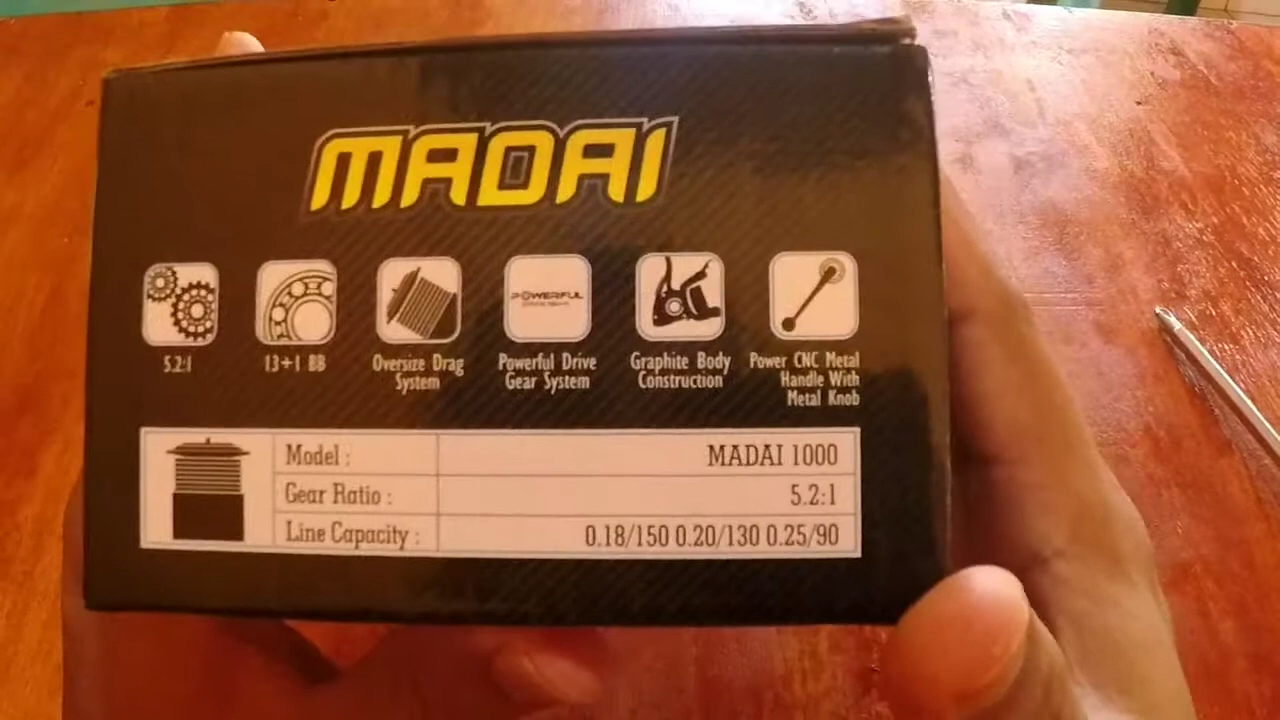 MADAI
5.2:1
13+1 BB
Oversize Drag
System
Powerful Drive
Gear System
Graphite Body
Construction
Power CNC Metal
Handle With
Metal Knob
POWERFUL
Model :
MADAI 1000
Gear Ratio :
5.2:1
Line Capacity :
0.18/150 0.20/130 0.25/90